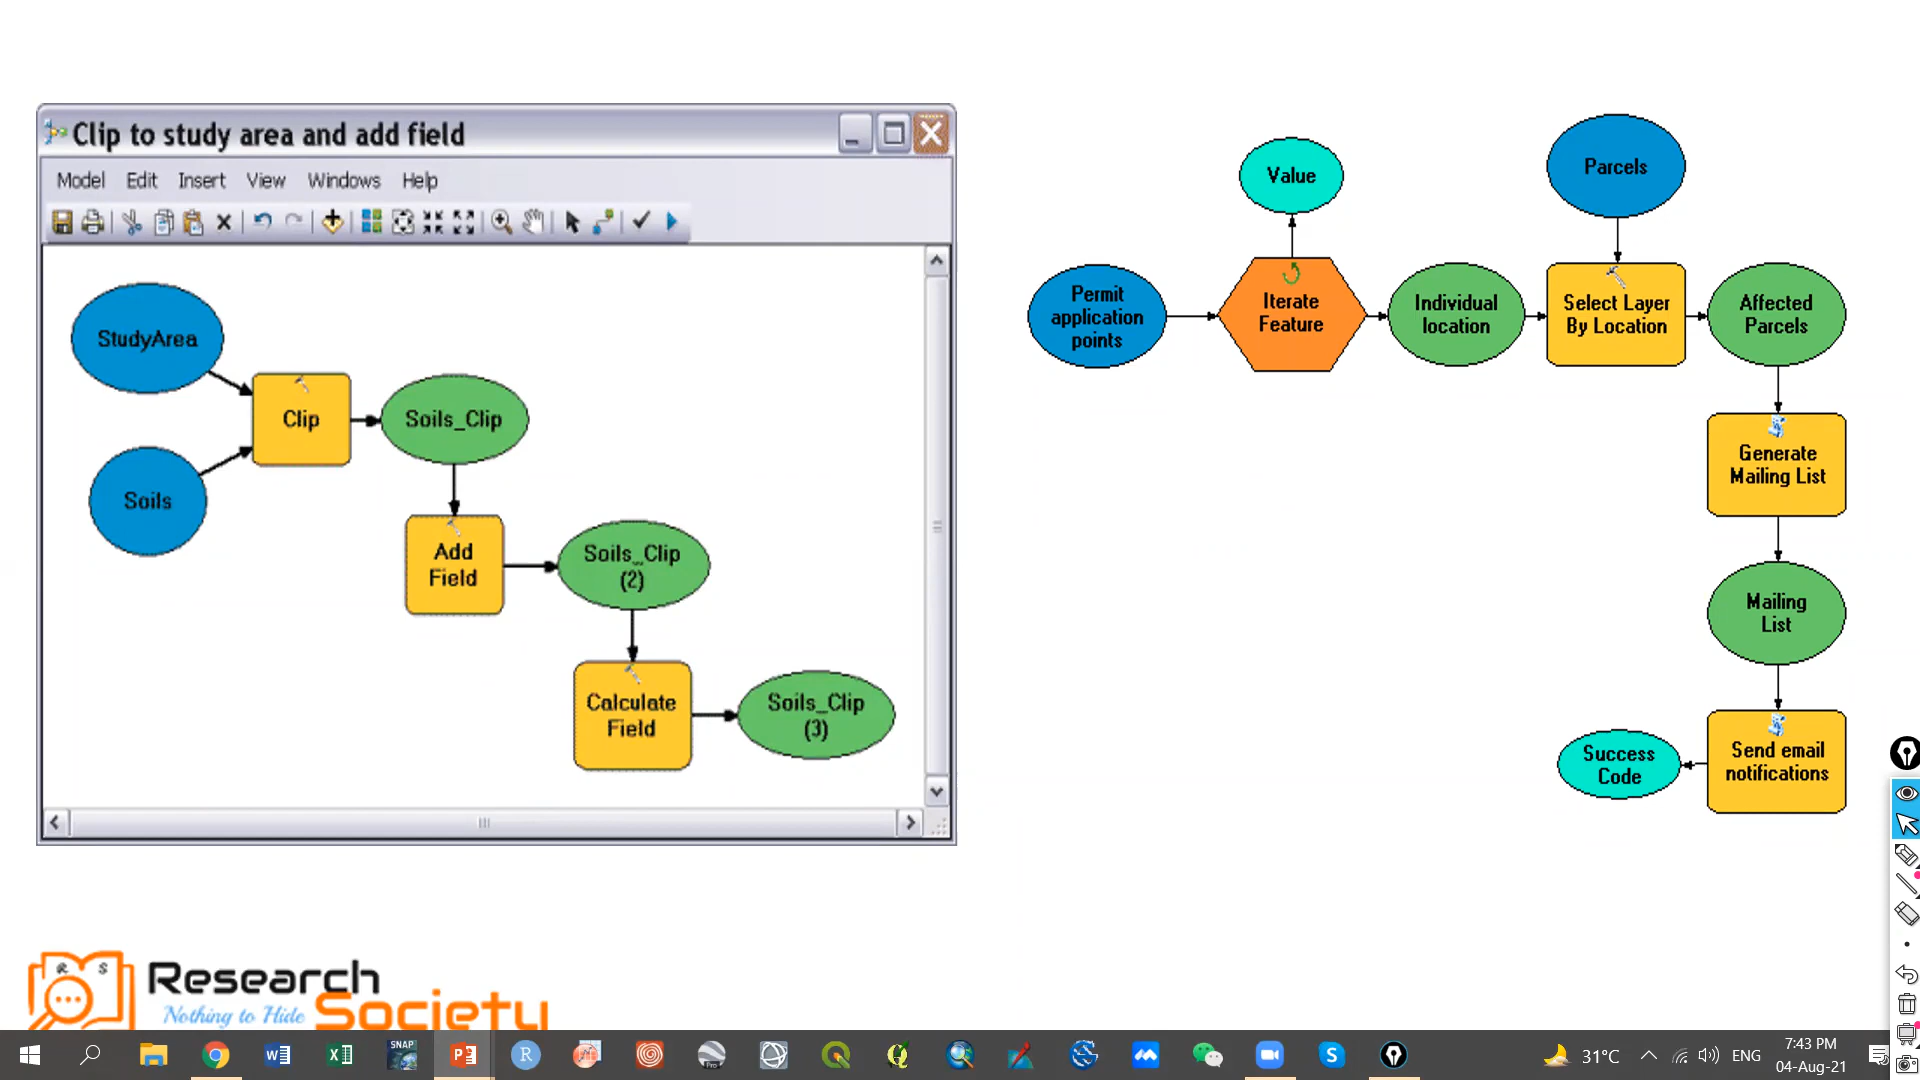 Clip to study area and add field
Model Edit Insert View Windows Help
StudyArea
Clip
Soils_Clip
Soils
Add
Field
Soils_Clip
(2)
Calculate
Field
Soils_Clip
(3)
Value
Parcels
Permit
application
points
Iterate
Feature
Individual
location
Select Layer
By Location
Affected
Parcels
Generate
Mailing List
Mailing
List
Send email
notifications
Success
Code
R S
Research
Nothing to Hide
Society
SNAP
Pro
31°C
ENG
7:43 PM
04-Aug-21